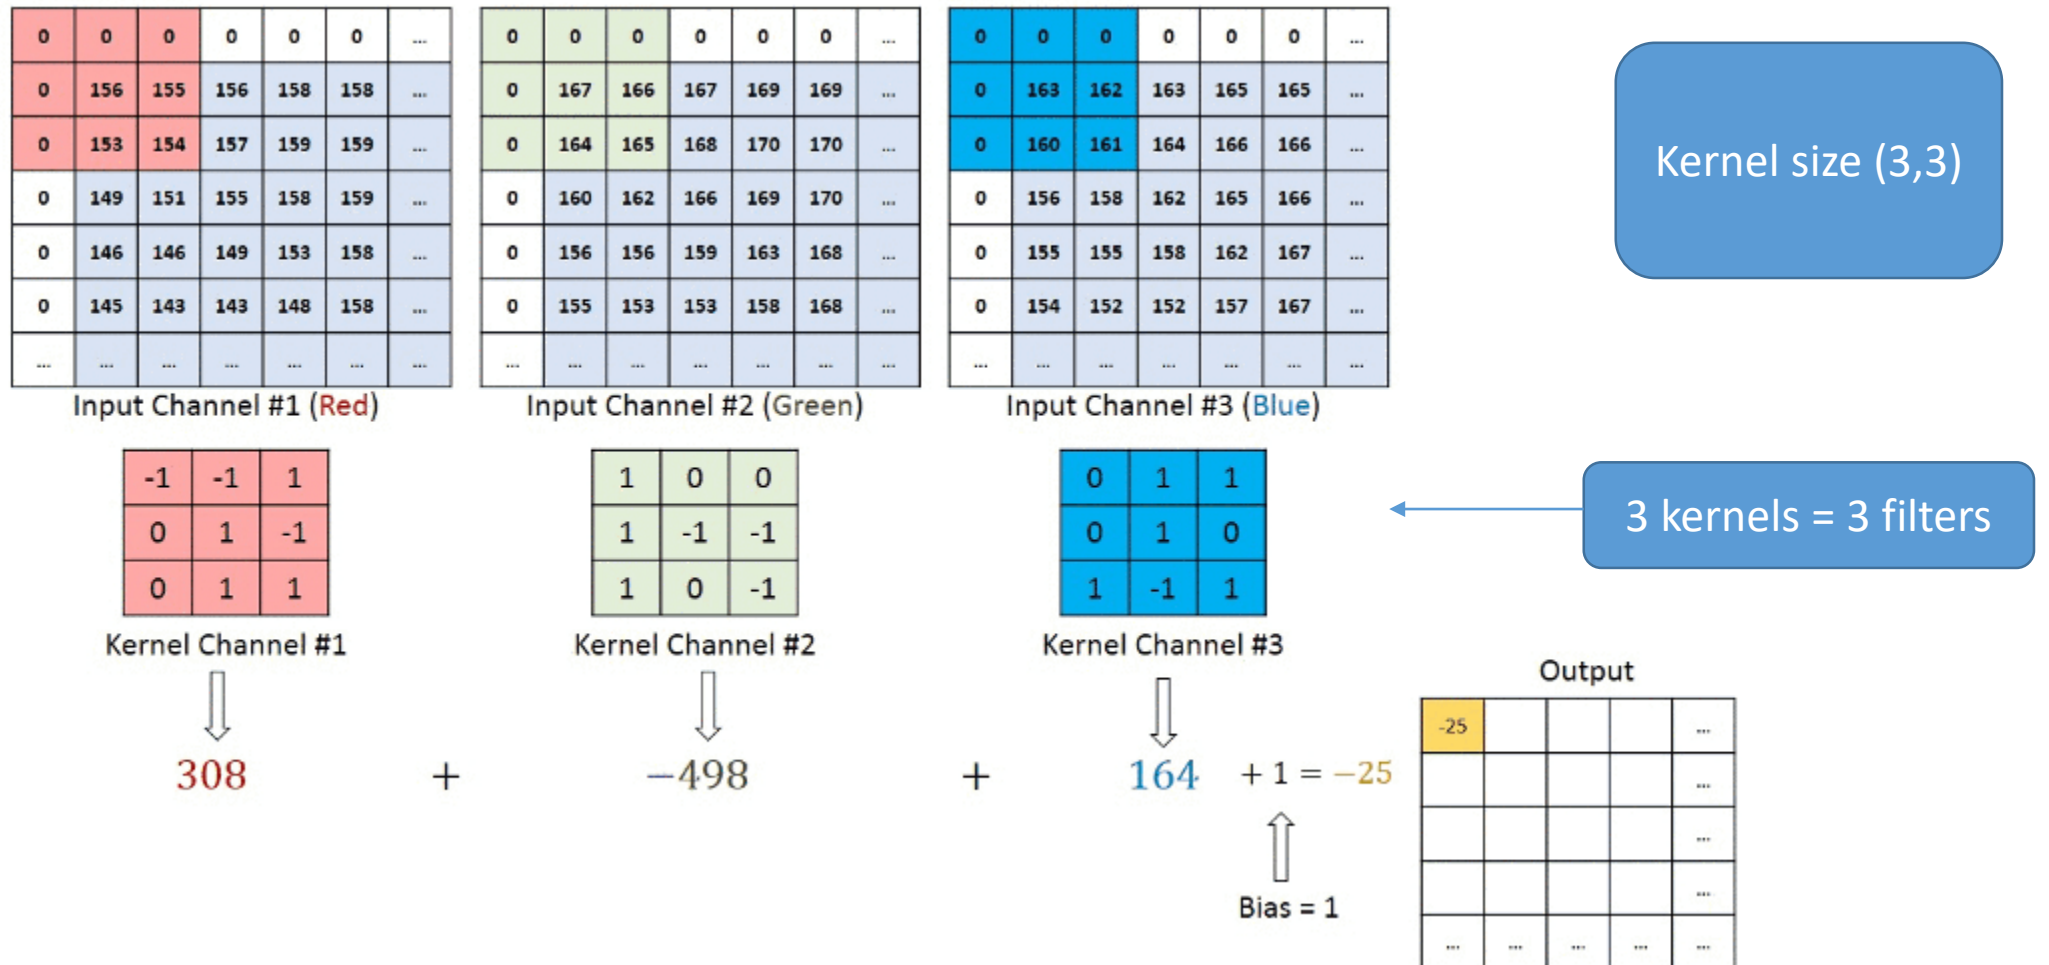 0 0 0 0 0 0 ...
0 156 155 156 158 158 ...
0 153 154 157 159 159 ...
0 149 151 155 158 159 ...
0 146 146 149 153 158 ...
0 145 143 143 148 158 ...
... ... ... ... ... ... ...
Input Channel #1 (Red)
0 0 0 0 0 0 ...
0 167 166 167 169 169 ...
0 164 165 168 170 170 ...
0 160 162 166 169 170 ...
0 156 156 159 163 168 ...
0 155 153 153 158 168 ...
... ... ... ... ... ... ...
Input Channel #2 (Green)
0 0 0 0 0 0 ...
0 163 162 163 165 165 ...
0 160 161 164 166 166 ...
0 156 158 162 165 166 ...
0 155 155 158 162 167 ...
0 154 152 152 157 167 ...
... ... ... ... ... ... ...
Input Channel #3 (Blue)
Kernel size (3,3)
-1 -1 1
0 1 -1
0 1 1
Kernel Channel #1
1 0 0
1 -1 -1
1 0 -1
Kernel Channel #2
0 1 1
0 1 0
1 -1 1
Kernel Channel #3
3 kernels = 3 filters
308 + −498 + 164 + 1 = −25
Bias = 1
Output
-25 ...
...
...
...
... ... ... ... ...